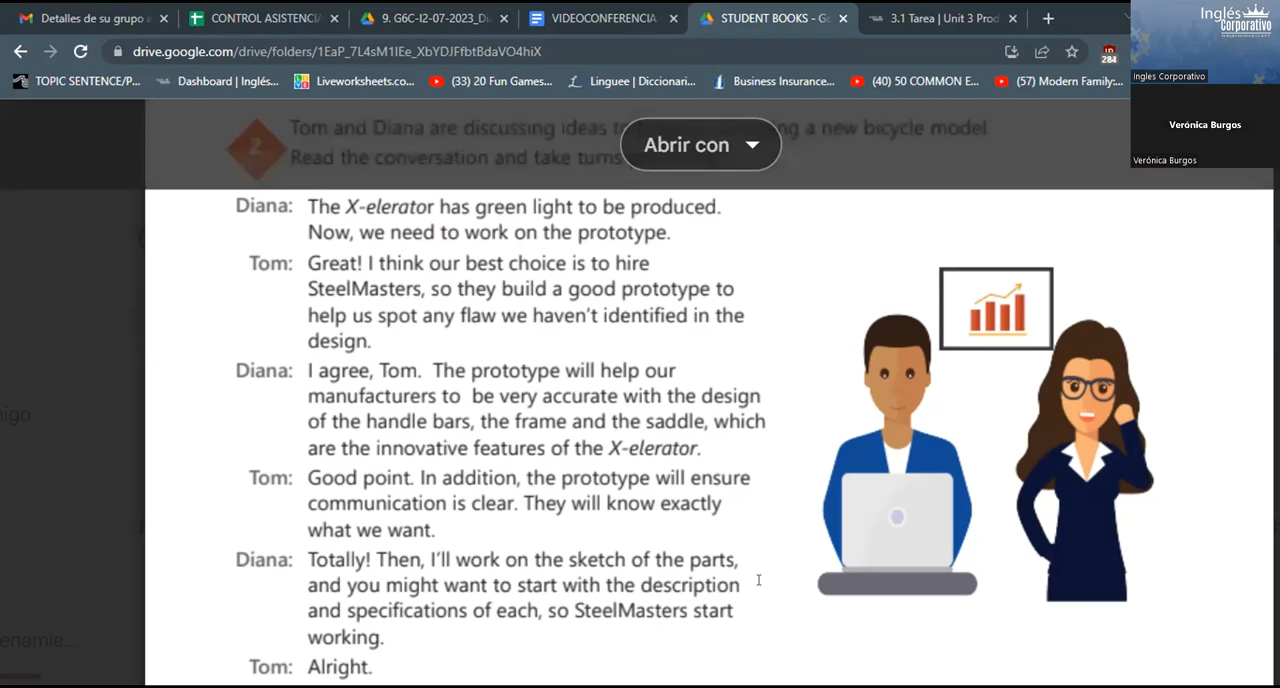 Detalles de su grupo
CONTROL ASISTENCI
9. G6C-I2-07-2023_Di
VIDEOCONFERENCIA
STUDENT BOOKS - Go
3.1 Tarea | Unit 3 Prod
Inglés
Corporativo
drive.google.com/drive/folders/1EaP_7L4sM1IEe_XbYDJFfbtBdaVO4hiX
284
Ingles Corporativo
TOPIC SENTENCE/P...
Dashboard | Inglés...
Liveworksheets.co...
(33) 20 Fun Games...
Linguee | Diccionari...
Business Insurance...
(40) 50 COMMON E...
(57) Modern Family:...
Verónica Burgos
Verónica Burgos
2
Tom and Diana are discussing ideas a new bicycle model
Read the conversation and take turns
Abrir con
Diana: The X-elerator has green light to be produced.
Now, we need to work on the prototype.
Tom: Great! I think our best choice is to hire
SteelMasters, so they build a good prototype to
help us spot any flaw we haven't identified in the
design.
Diana: I agree, Tom. The prototype will help our
manufacturers to be very accurate with the design
of the handle bars, the frame and the saddle, which
are the innovative features of the X-elerator.
Tom: Good point. In addition, the prototype will ensure
communication is clear. They will know exactly
what we want.
Diana: Totally! Then, I'll work on the sketch of the parts,
and you might want to start with the description
and specifications of each, so SteelMasters start
working.
Tom: Alright.